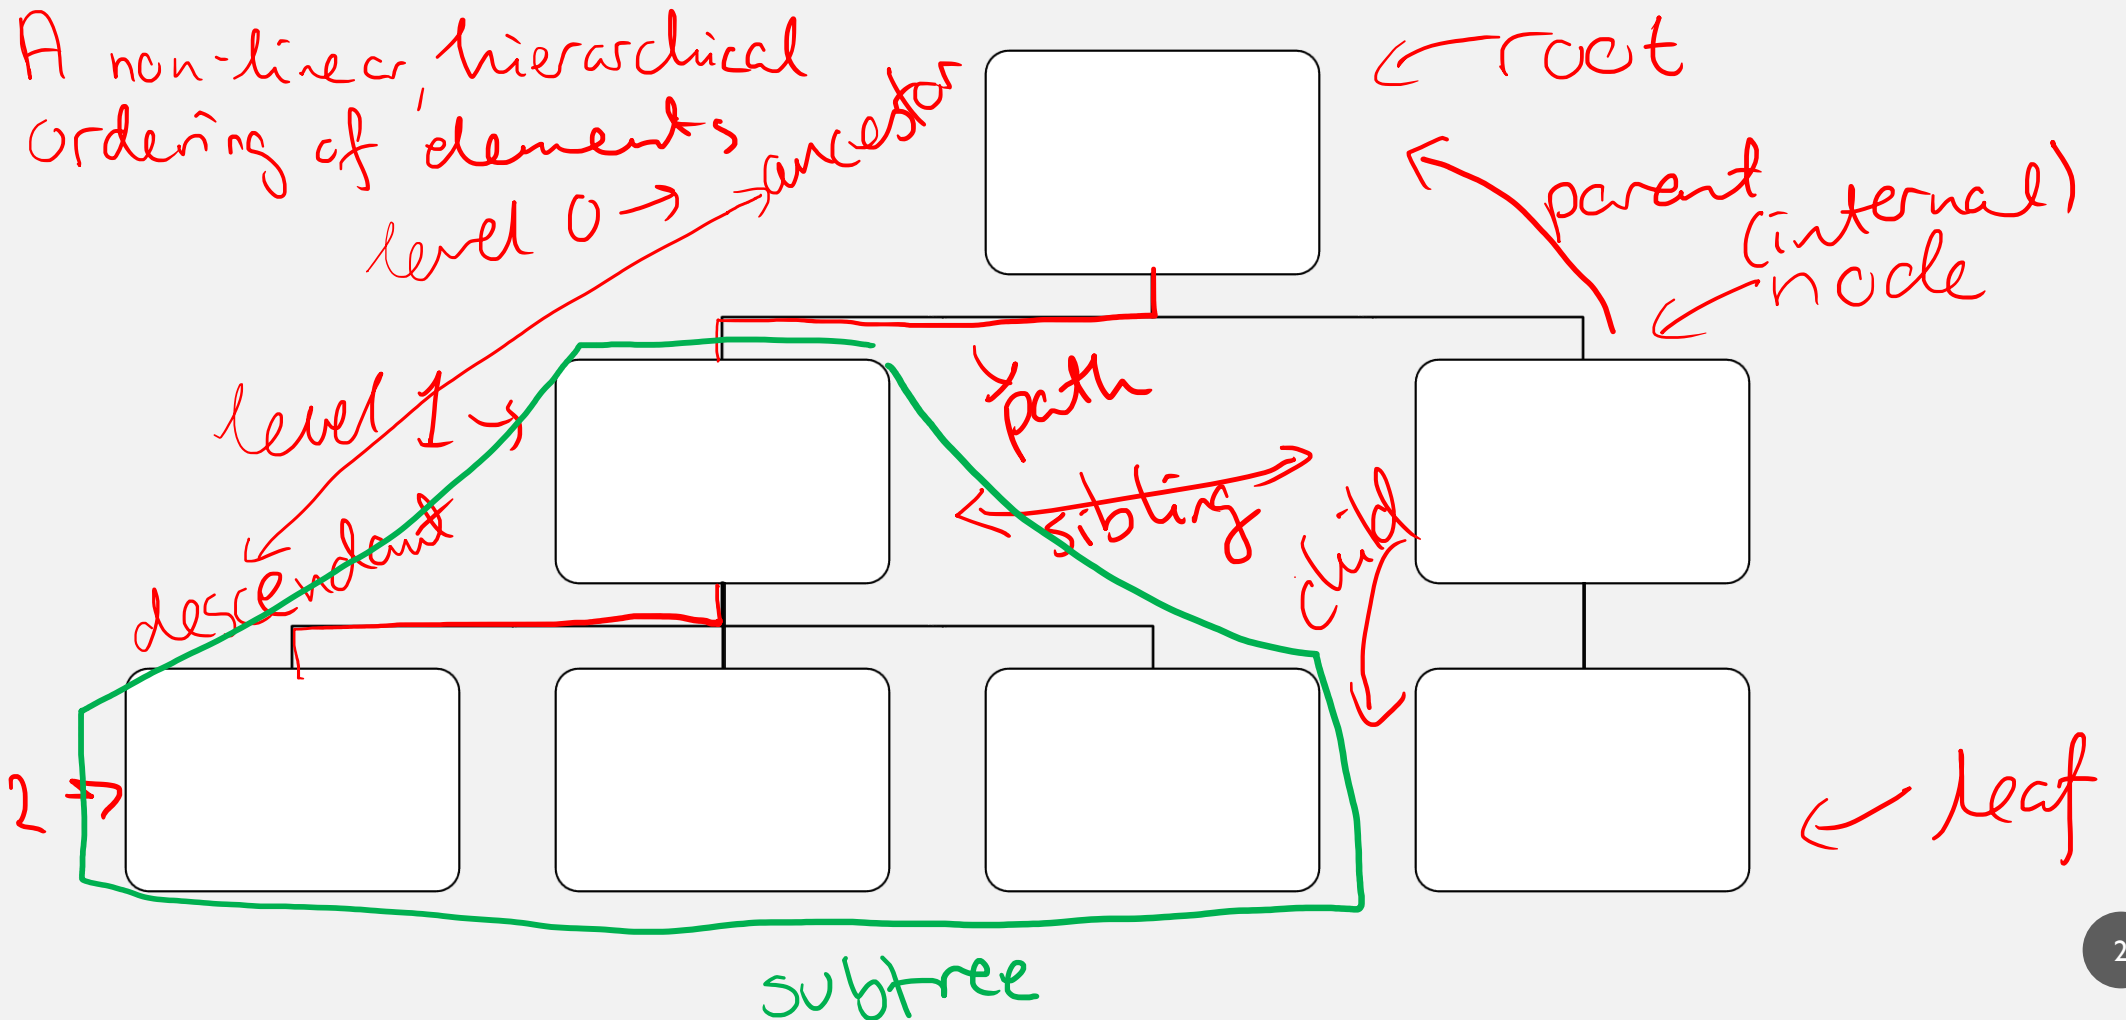 A non-linear, hierarchical
ordering of elements
root
ancestor
level 0
parent
(internal)
node
level 1
path
sibling
child
descendant
2
leaf
subtree
2